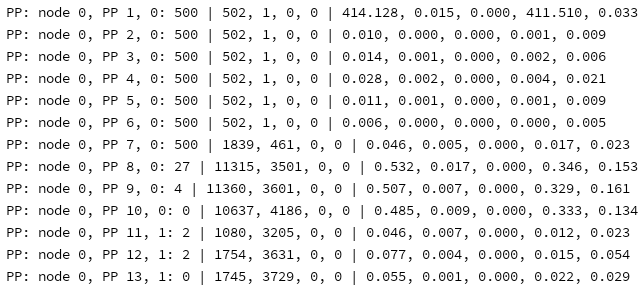 PP: node 0, PP 1, 0: 500 | 502, 1, 0, 0 | 414.128, 0.015, 0.000, 411.510, 0.033
PP: node 0, PP 2, 0: 500 | 502, 1, 0, 0 | 0.010, 0.000, 0.000, 0.001, 0.009
PP: node 0, PP 3, 0: 500 | 502, 1, 0, 0 | 0.014, 0.001, 0.000, 0.002, 0.006
PP: node 0, PP 4, 0: 500 | 502, 1, 0, 0 | 0.028, 0.002, 0.000, 0.004, 0.021
PP: node 0, PP 5, 0: 500 | 502, 1, 0, 0 | 0.011, 0.001, 0.000, 0.001, 0.009
PP: node 0, PP 6, 0: 500 | 502, 1, 0, 0 | 0.006, 0.000, 0.000, 0.000, 0.005
PP: node 0, PP 7, 0: 500 | 1839, 461, 0, 0 | 0.046, 0.005, 0.000, 0.017, 0.023
PP: node 0, PP 8, 0: 27 | 11315, 3501, 0, 0 | 0.532, 0.017, 0.000, 0.346, 0.153
PP: node 0, PP 9, 0: 4 | 11360, 3601, 0, 0 | 0.507, 0.007, 0.000, 0.329, 0.161
PP: node 0, PP 10, 0: 0 | 10637, 4186, 0, 0 | 0.485, 0.009, 0.000, 0.333, 0.134
PP: node 0, PP 11, 1: 2 | 1080, 3205, 0, 0 | 0.046, 0.007, 0.000, 0.012, 0.023
PP: node 0, PP 12, 1: 2 | 1754, 3631, 0, 0 | 0.077, 0.004, 0.000, 0.015, 0.054
PP: node 0, PP 13, 1: 0 | 1745, 3729, 0, 0 | 0.055, 0.001, 0.000, 0.022, 0.029